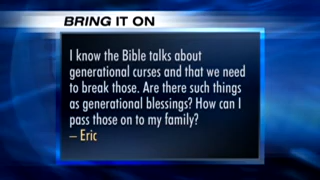 BRING IT ON
I know the Bible talks about
generational curses and that we need
to break those. Are there such things
as generational blessings? How can I
pass those on to my family?
– Eric